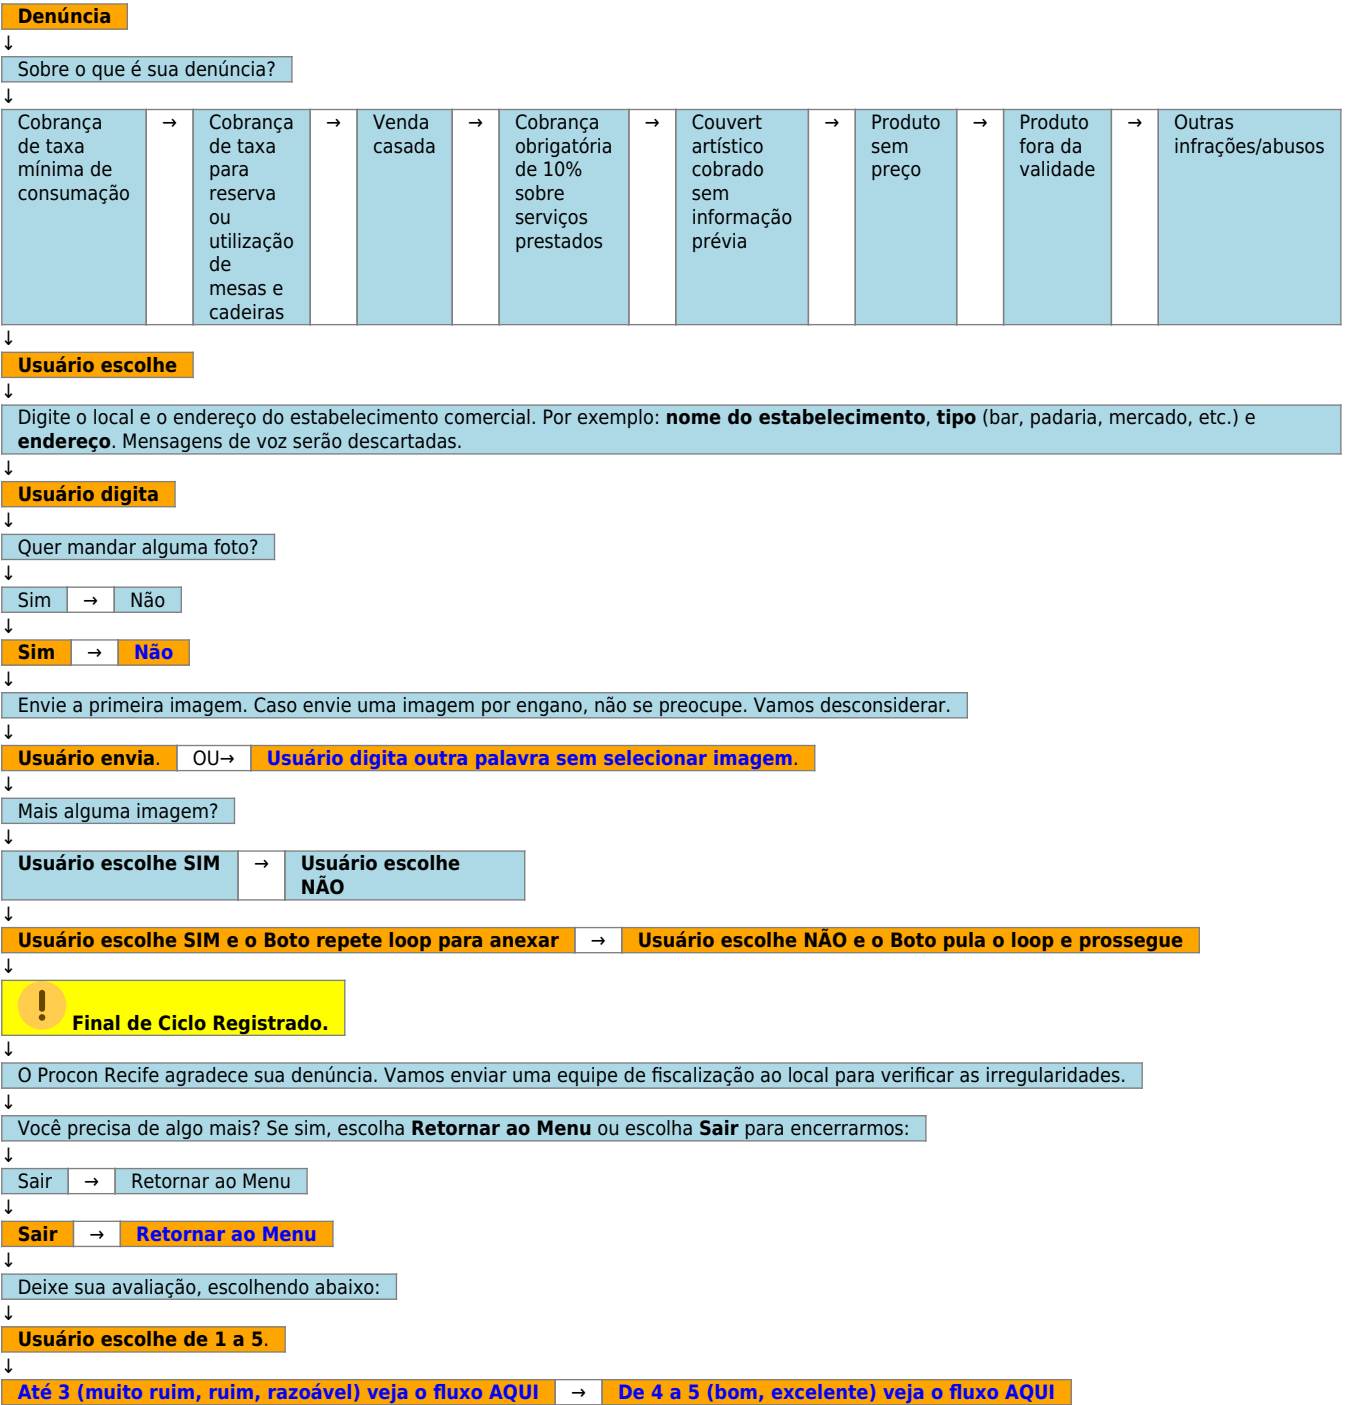 Denúncia
↓
Sobre o que é sua denúncia?
↓
Cobrança
de taxa
mínima de
consumação
→
Cobrança
de taxa
para
reserva
ou
utilização
de
mesas e
cadeiras
→
Venda
casada
→
Cobrança
obrigatória
de 10%
sobre
serviços
prestados
→
Couvert
artístico
cobrado
sem
informação
prévia
→
Produto
sem
preço
→
Produto
fora da
validade
→
Outras
infrações/abusos
↓
Usuário escolhe
↓
Digite o local e o endereço do estabelecimento comercial. Por exemplo: nome do estabelecimento, tipo (bar, padaria, mercado, etc.) e
endereço. Mensagens de voz serão descartadas.
↓
Usuário digita
↓
Quer mandar alguma foto?
↓
Sim → Não
↓
Sim → Não
↓
Envie a primeira imagem. Caso envie uma imagem por engano, não se preocupe. Vamos desconsiderar.
↓
Usuário envia. OU→ Usuário digita outra palavra sem selecionar imagem.
↓
Mais alguma imagem?
↓
Usuário escolhe SIM → Usuário escolhe
NÃO
↓
Usuário escolhe SIM e o Boto repete loop para anexar → Usuário escolhe NÃO e o Boto pula o loop e prossegue
↓
! Final de Ciclo Registrado.
↓
O Procon Recife agradece sua denúncia. Vamos enviar uma equipe de fiscalização ao local para verificar as irregularidades.
↓
Você precisa de algo mais? Se sim, escolha Retornar ao Menu ou escolha Sair para encerrarmos:
↓
Sair → Retornar ao Menu
↓
Sair → Retornar ao Menu
↓
Deixe sua avaliação, escolhendo abaixo:
↓
Usuário escolhe de 1 a 5.
↓
Até 3 (muito ruim, ruim, razoável) veja o fluxo AQUI → De 4 a 5 (bom, excelente) veja o fluxo AQUI